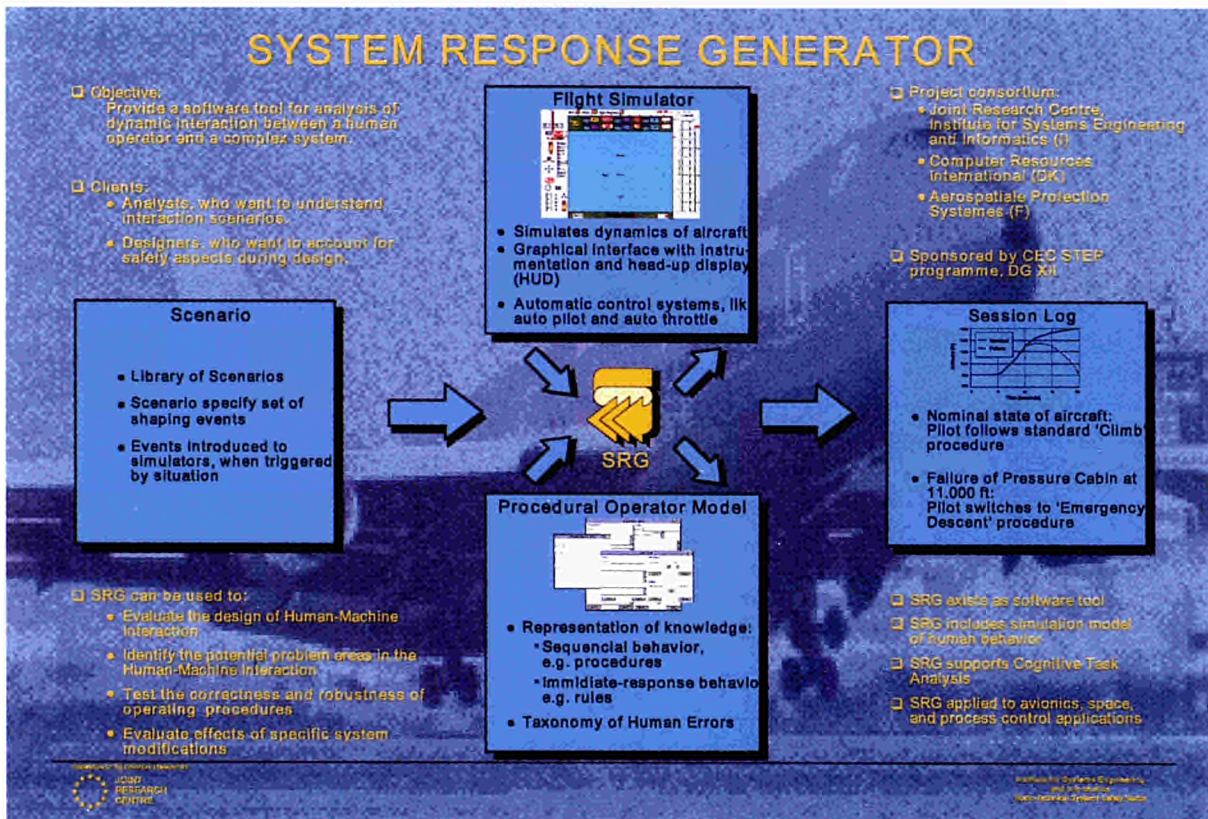 SYSTEM RESPONSE GENERATOR
Objective:
Provide a software tool for analysis of
dynamic interaction between a human
operator and a complex system.
Clients:
Analysts, who want to understand
interaction scenarios.
Designers, who want to account for
safety aspects during design.
Flight Simulator
Simulates dynamics of aircraft
Graphical interface with instru-
mentation and head-up display
(HUD)
Automatic control systems, lik
auto pilot and auto throttle
Project consortium:
Joint Research Centre,
Institute for Systems Engineering
and Informatics (I)
Computer Resources
International (DK)
Aerospatiale Protection
Systemes (F)
Sponsored by CEC STEP
programme, DG XII
Scenario
Library of Scenarios
Scenario specify set of
shaping events
Events introduced to
simulators, when triggered
by situation
SRG
Session Log
Nominal state of aircraft:
Pilot follows standard 'Climb'
procedure
Failure of Pressure Cabin at
11.000 ft:
Pilot switches to 'Emergency
Descent' procedure
Procedural Operator Model
Representation of knowledge:
Sequencial behavior,
e.g. procedures
Immidiate-response behavio
e.g. rules
Taxonomy of Human Errors
SRG can be used to:
Evaluate the design of Human-Machine
Interaction
Identify the potential problem areas in the
Human-Machine Interaction
Test the correctness and robustness of
operating procedures
Evaluate effects of specific system
modifications
SRG exists as software tool
SRG includes simulation model
of human behavior
SRG supports Cognitive Task
Analysis
SRG applied to avionics, space,
and process control applications
JOINT
RESEARCH
CENTRE
Institute for Systems Engineering
and Informatics